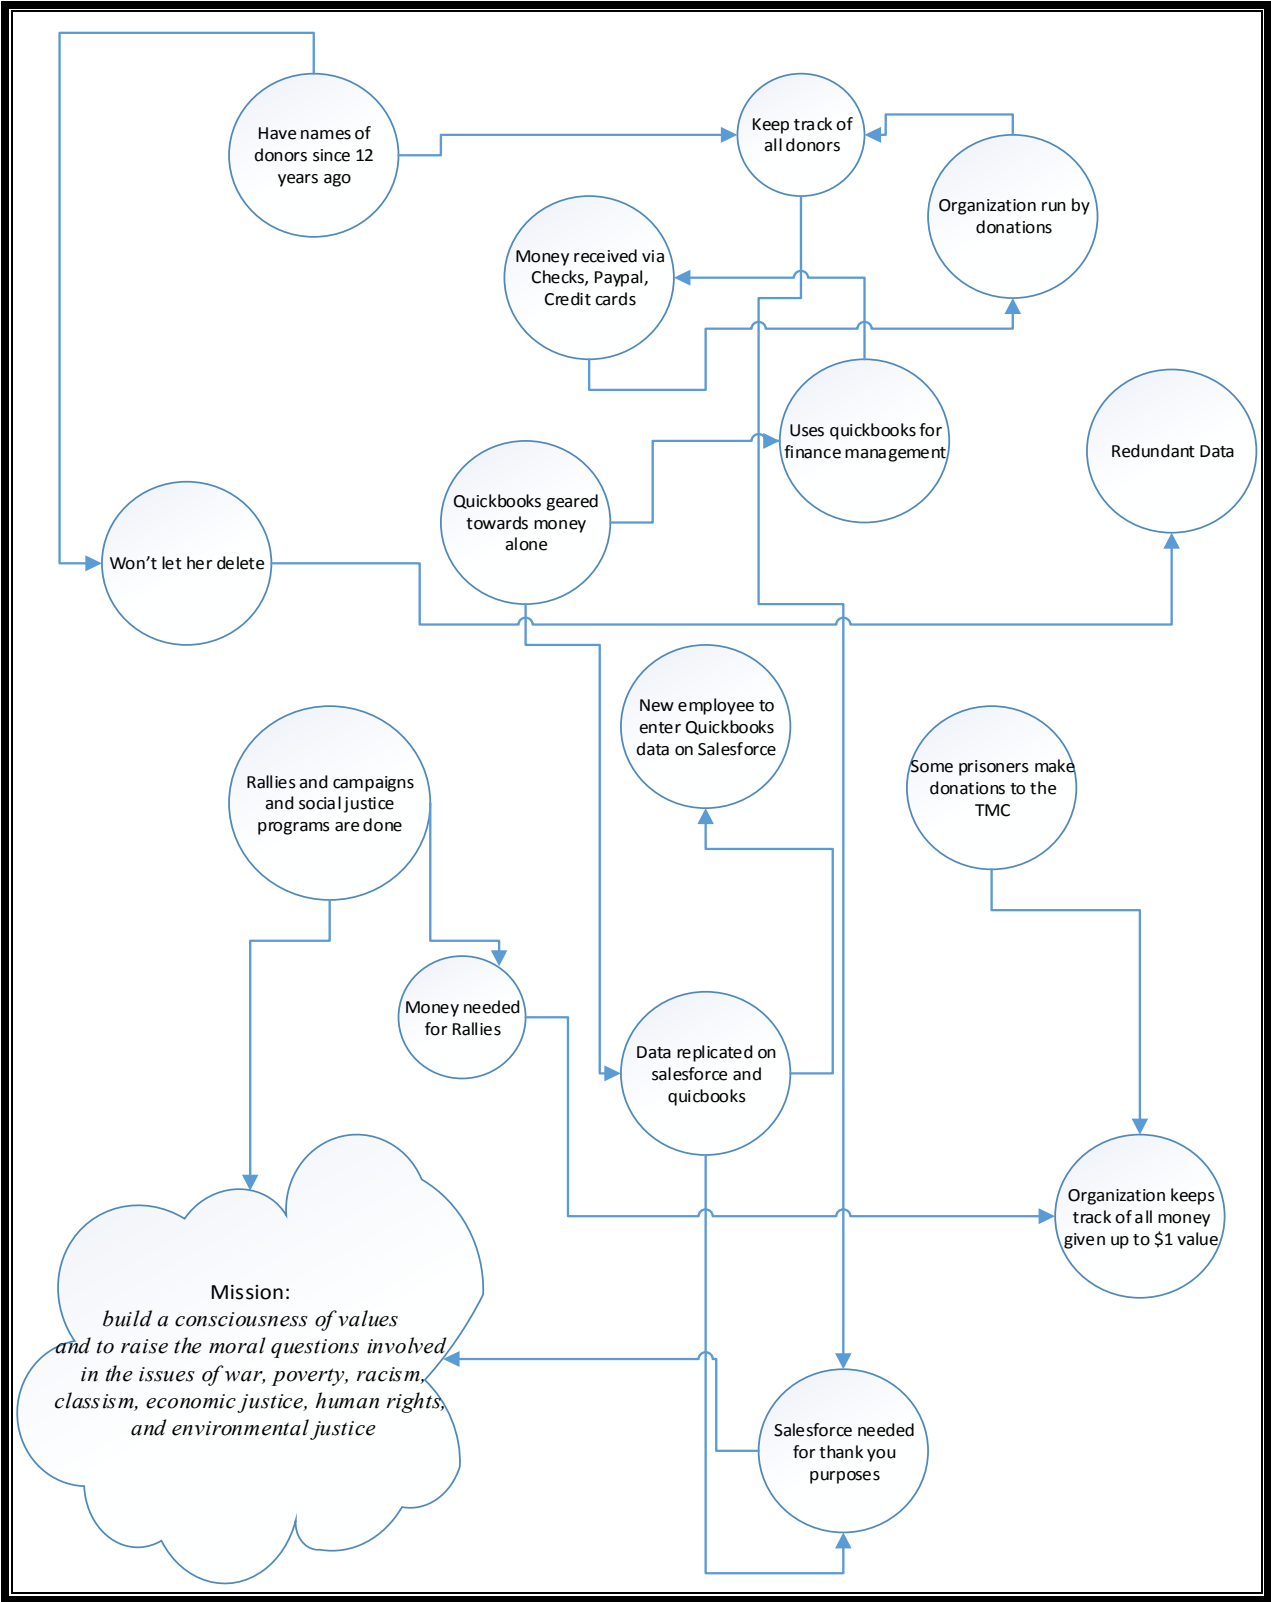 Have names of
donors since 12
years ago
Keep track of
all donors
Organization run by
donations
Money received via
Checks, Paypal,
Credit cards
Uses quickbooks for
finance management
Redundant Data
Quickbooks geared
towards money
alone
Won't let her delete
New employee to
enter Quickbooks
data on Salesforce
Some prisoners make
donations to the
TMC
Rallies and campaigns
and social justice
programs are done
Money needed
for Rallies
Data replicated on
salesforce and
quicbooks
Organization keeps
track of all money
given up to $1 value
Mission:
build a consciousness of values
and to raise the moral questions involved
in the issues of war, poverty, racism,
classism, economic justice, human rights,
and environmental justice
Salesforce needed
for thank you
purposes